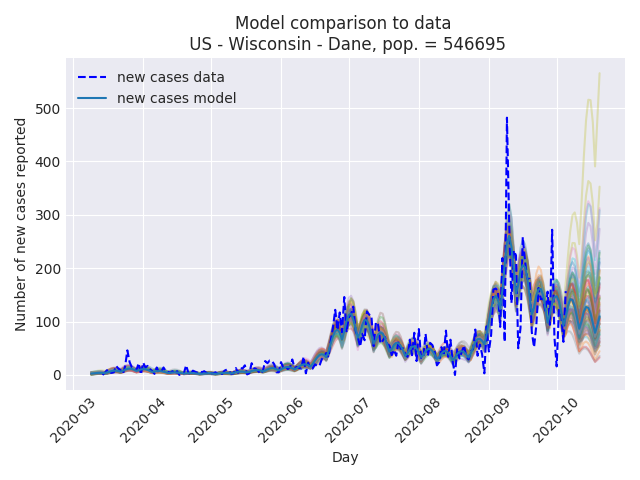 Model comparison to data
US - Wisconsin - Dane, pop. = 546695
new cases data
new cases model
Number of new cases reported
500
400
300
200
100
0
2020-03
2020-04
2020-05
2020-06
2020-07
2020-08
2020-09
2020-10
Day